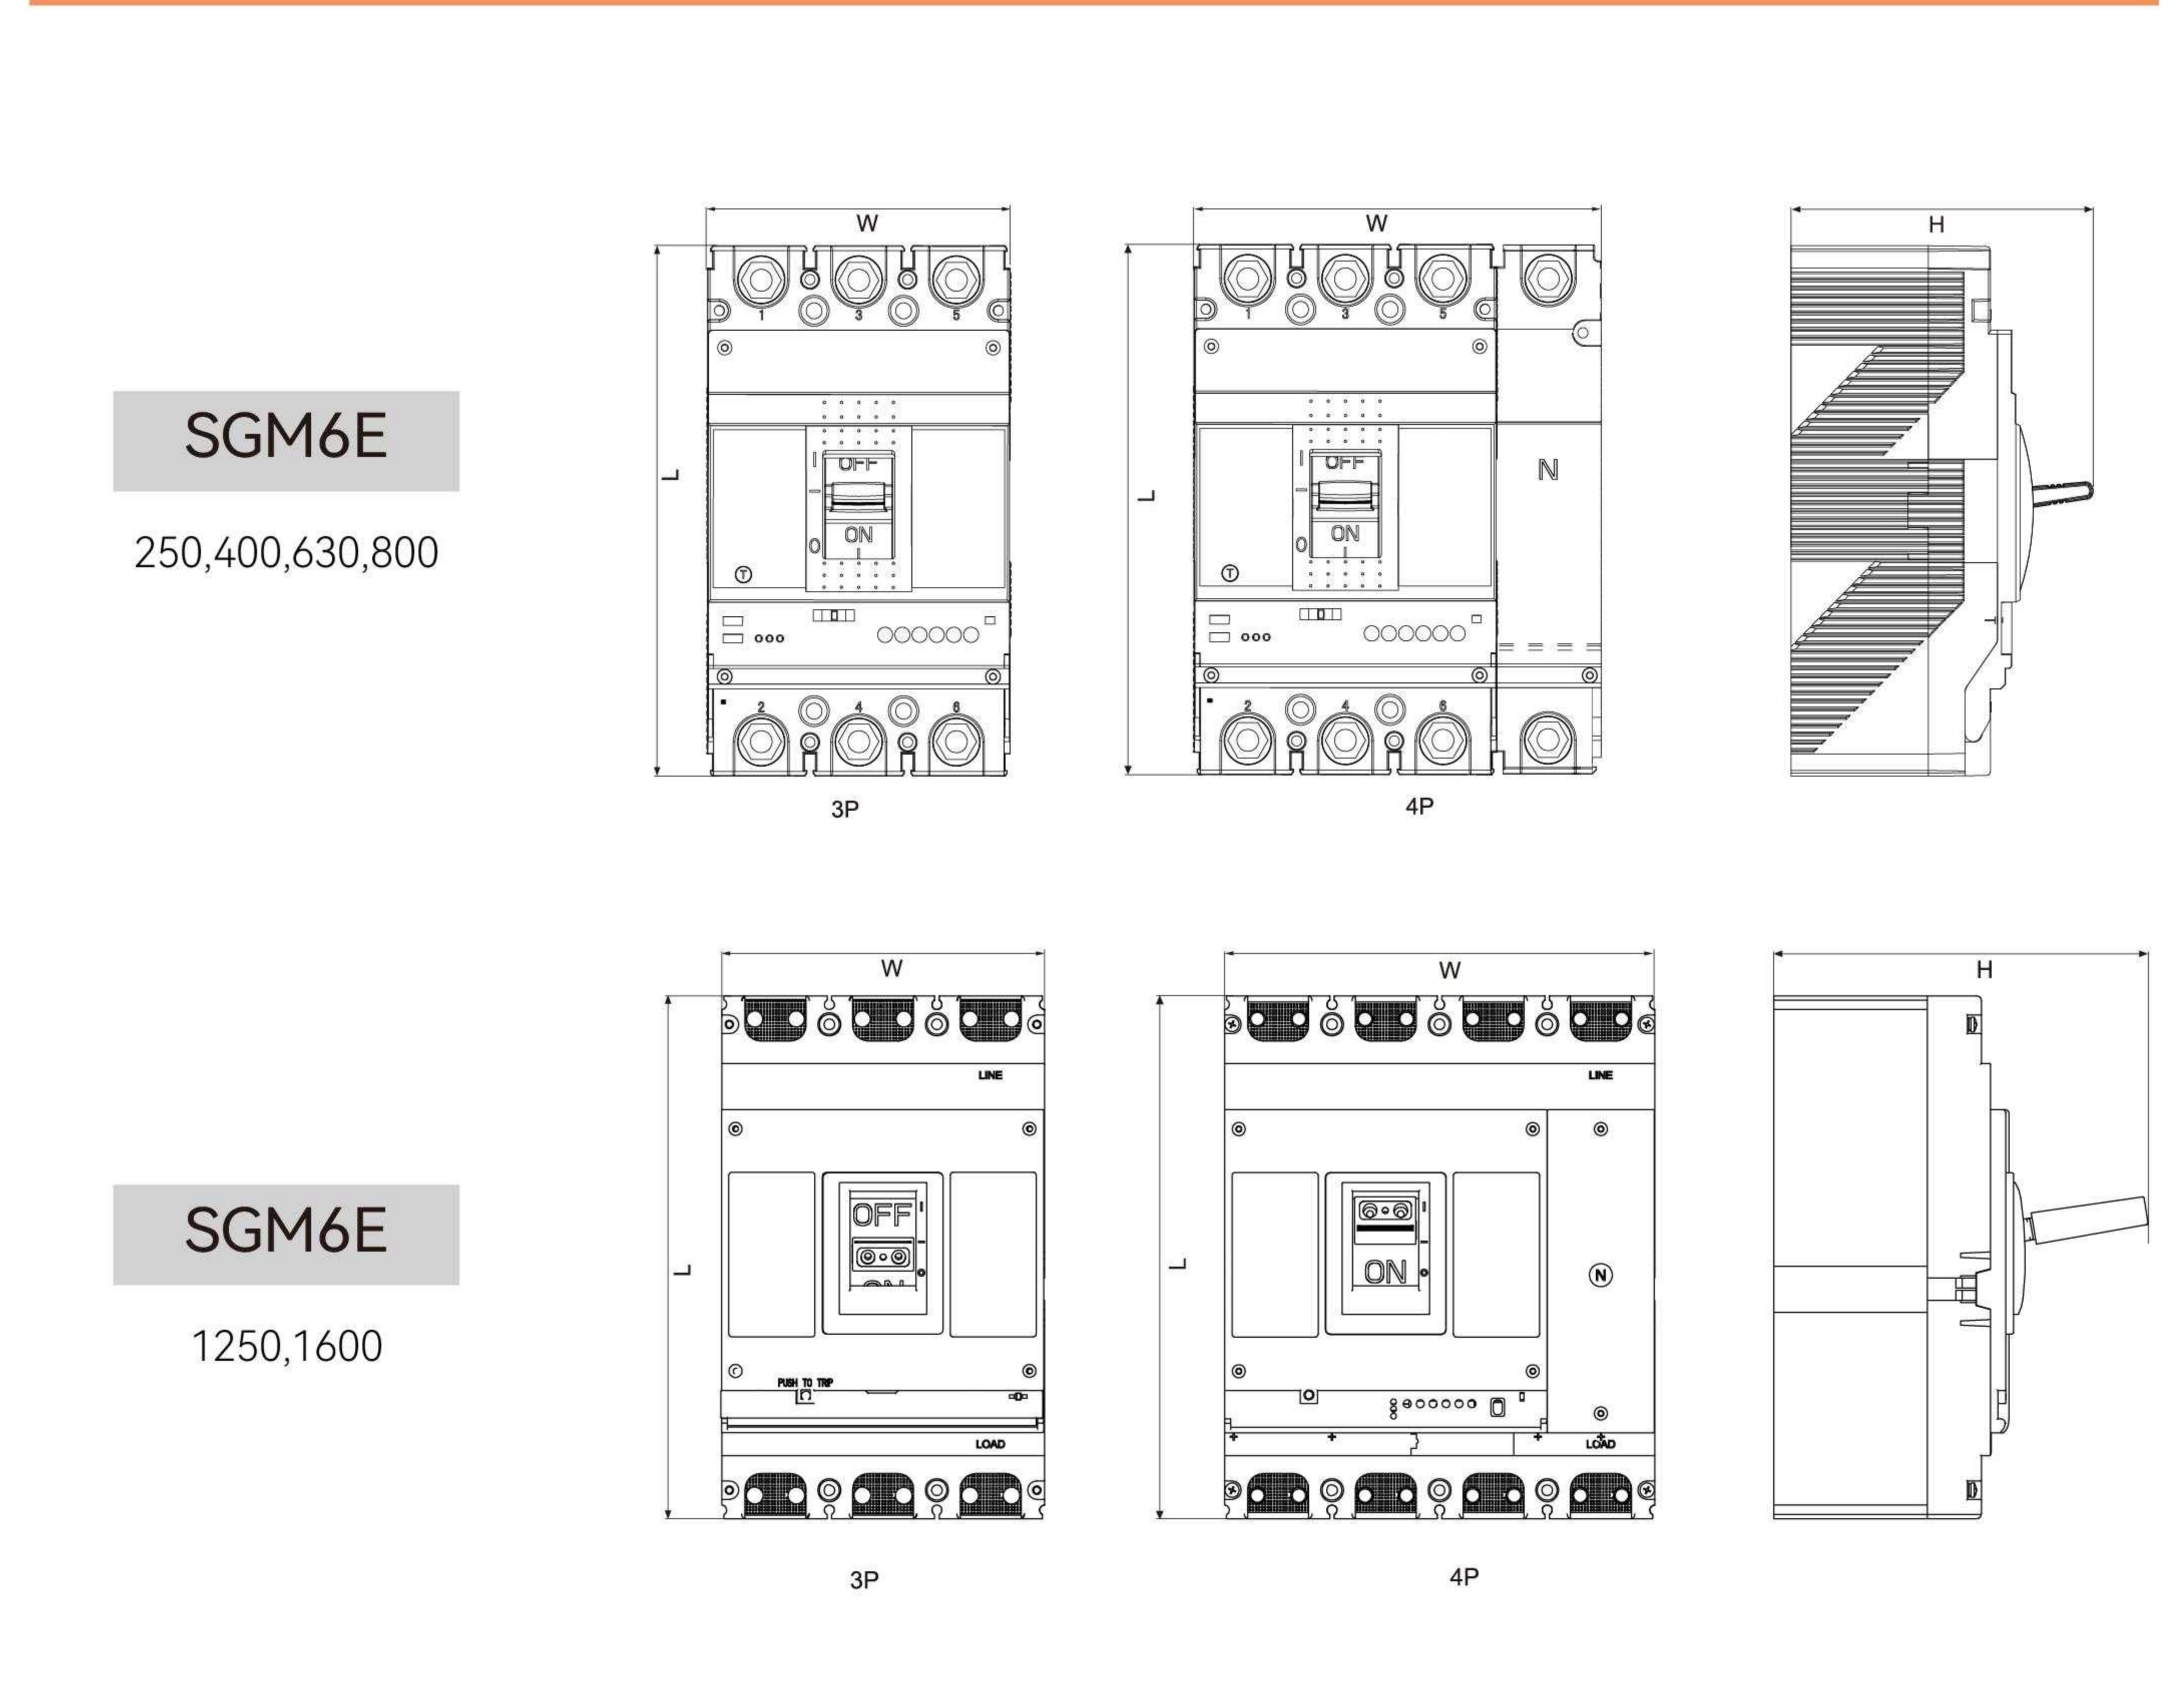 W
W
H
1 3 5
1 3 5
SGM6E
250,400,630,800
L
I
OFF
ON
O
T
L
I
OFF
ON
O
T
N
2 4 6
2 4 6
3P
4P
W
W
H
LINE
LINE
SGM6E
1250,1600
L
OFF
ON
PUSH TO TRIP
LOAD
L
ON
N
LOAD
3P
4P